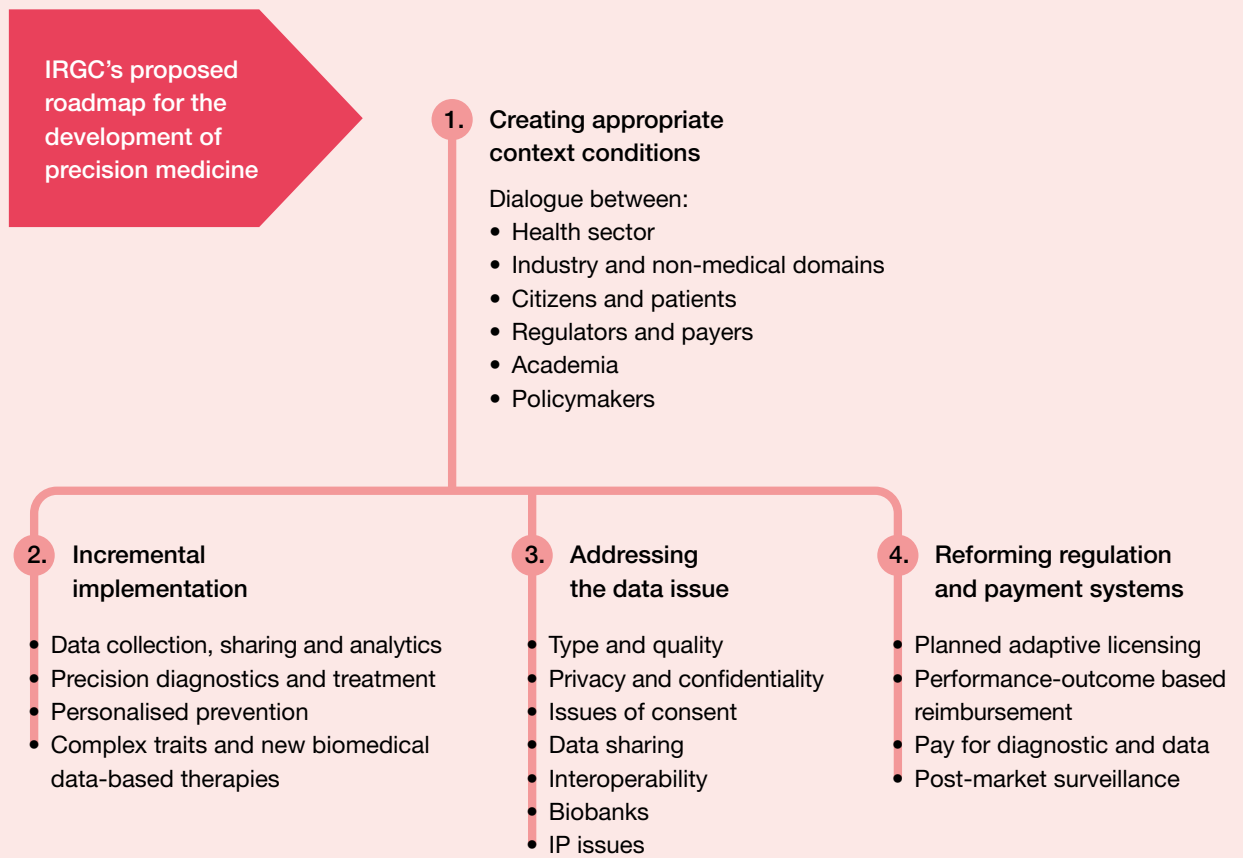 IRGC's proposed
roadmap for the
development of
precision medicine
1. Creating appropriate
context conditions
Dialogue between:
• Health sector
• Industry and non-medical domains
• Citizens and patients
• Regulators and payers
• Academia
• Policymakers
2. Incremental
implementation
• Data collection, sharing and analytics
• Precision diagnostics and treatment
• Personalised prevention
• Complex traits and new biomedical
data-based therapies
3. Addressing
the data issue
• Type and quality
• Privacy and confidentiality
• Issues of consent
• Data sharing
• Interoperability
• Biobanks
• IP issues
4. Reforming regulation
and payment systems
• Planned adaptive licensing
• Performance-outcome based
reimbursement
• Pay for diagnostic and data
• Post-market surveillance